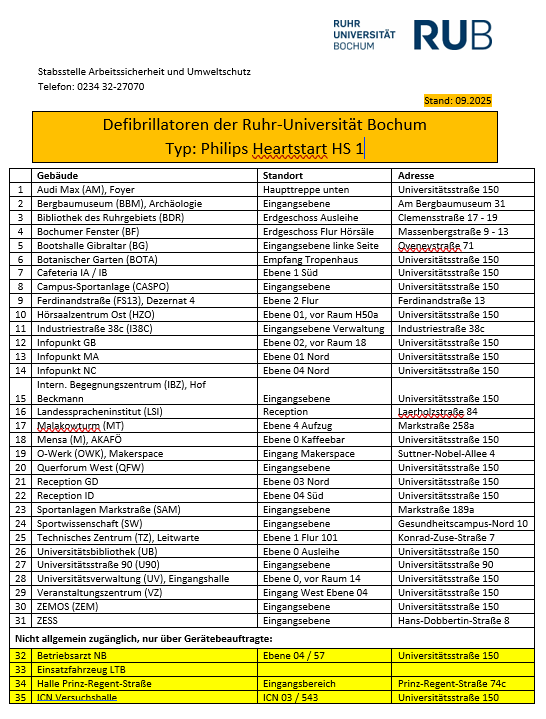 RUHR
UNIVERSITÄT
BOCHUM
RUB
Stabsstelle Arbeitssicherheit und Umweltschutz
Telefon: 0234 32-27070
Stand: 09.2025
Defibrillatoren der Ruhr-Universität Bochum
Typ: Philips Heartstart HS 1
Gebäude Standort Adresse
1 Audi Max (AM), Foyer Haupttreppe unten Universitätsstraße 150
2 Bergbaumuseum (BBM), Archäologie Eingangsebene Am Bergbaumuseum 31
3 Bibliothek des Ruhrgebiets (BDR) Erdgeschoss Ausleihe Clemensstraße 17 - 19
4 Bochumer Fenster (BF) Erdgeschoss Flur Hörsäle Massenbergstraße 9 - 13
5 Bootshalle Gibraltar (BG) Eingangsebene linke Seite Oveneystraße 71
6 Botanischer Garten (BOTA) Empfang Tropenhaus Universitätsstraße 150
7 Cafeteria IA / IB Ebene 1 Süd Universitätsstraße 150
8 Campus-Sportanlage (CASPO) Eingangsebene Universitätsstraße 150
9 Ferdinandstraße (FS13), Dezernat 4 Ebene 2 Flur Ferdinandstraße 13
10 Hörsaalzentrum Ost (HZO) Ebene 01, vor Raum H50a Universitätsstraße 150
11 Industriestraße 38c (I38C) Eingangsebene Verwaltung Industriestraße 38c
12 Infopunkt GB Ebene 02, vor Raum 18 Universitätsstraße 150
13 Infopunkt MA Ebene 01 Nord Universitätsstraße 150
14 Infopunkt NC Ebene 04 Nord Universitätsstraße 150
Intern. Begegnungszentrum (IBZ), Hof
15 Beckmann Eingangsebene Universitätsstraße 150
16 Landesspracheninstitut (LSI) Reception Laerholzstraße 84
17 Malakowturm (MT) Ebene 4 Aufzug Markstraße 258a
18 Mensa (M), AKAFÖ Ebene 0 Kaffeebar Universitätsstraße 150
19 O-Werk (OWK), Makerspace Eingang Makerspace Suttner-Nobel-Allee 4
20 Querforum West (QFW) Eingangsebene Universitätsstraße 150
21 Reception GD Ebene 03 Nord Universitätsstraße 150
22 Reception ID Ebene 04 Süd Universitätsstraße 150
23 Sportanlagen Markstraße (SAM) Eingangsebene Markstraße 189a
24 Sportwissenschaft (SW) Eingangsebene Gesundheitscampus-Nord 10
25 Technisches Zentrum (TZ), Leitwarte Ebene 1 Flur 101 Konrad-Zuse-Straße 7
26 Universitätsbibliothek (UB) Ebene 0 Ausleihe Universitätsstraße 150
27 Universitätsstraße 90 (U90) Eingangsebene Universitätsstraße 90
28 Universitätsverwaltung (UV), Eingangshalle Ebene 0, vor Raum 14 Universitätsstraße 150
29 Veranstaltungszentrum (VZ) Eingang West Ebene 04 Universitätsstraße 150
30 ZEMOS (ZEM) Eingangsebene Universitätsstraße 150
31 ZESS Eingangsebene Hans-Dobbertin-Straße 8
Nicht allgemein zugänglich, nur über Gerätebeauftragte:
32 Betriebsarzt NB Ebene 04 / 57 Universitätsstraße 150
33 Einsatzfahrzeug LTB
34 Halle Prinz-Regent-Straße Eingangsbereich Prinz-Regent-Straße 74c
35 ICN Versuchshalle ICN 03 / 543 Universitätsstraße 150